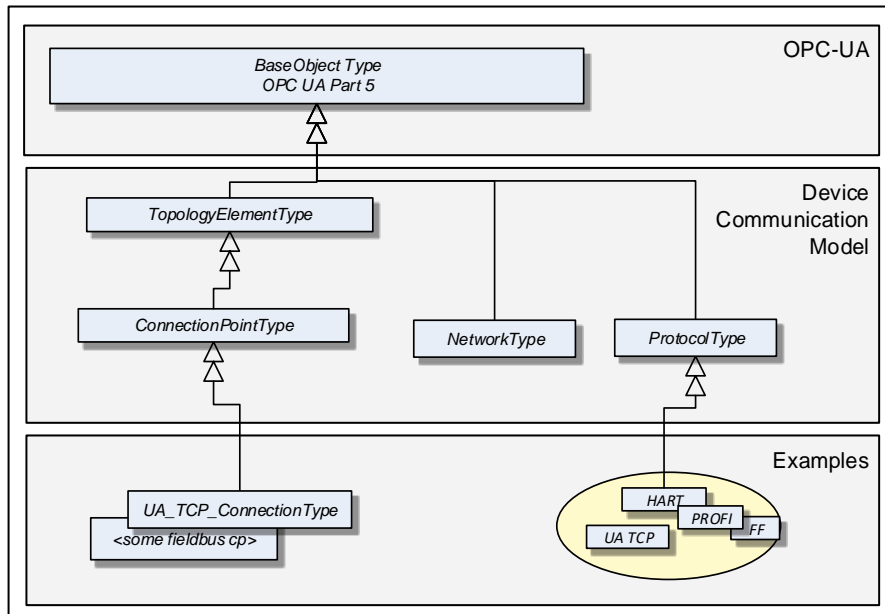 OPC-UA
BaseObject Type
OPC UA Part 5
Device
Communication
Model
TopologyElementType
ConnectionPointType
NetworkType
ProtocolType
Examples
UA_TCP_ConnectionType
<some fieldbus cp>
HART
PROFI
FF
UA TCP